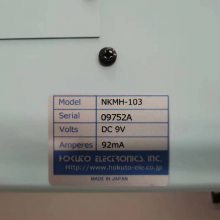 Model NKMH-103
Serial 09752A
Volts DC 9V
Amperes 92mA
HOKUTO ELECTRONICS, INC.
Http://www.hokuto-ele.co.jp
MADE IN JAPAN